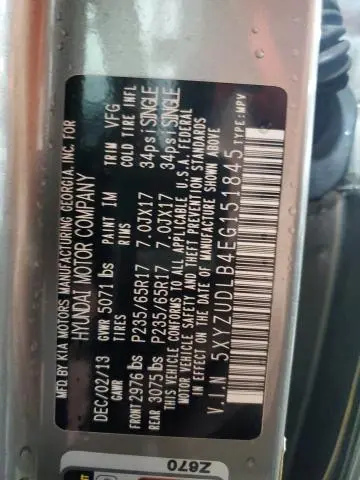 MFD.BY KIA MOTORS MANUFACTURING GEORGIA, INC. FOR
HYUNDAI MOTOR COMPANY
DEC/02/13 GVWR 5071 lbs PAINT IM TRIM VFG
GAWR TIRES RIMS COLD TIRE INFL
FRONT 2976 lbs P235/65R17 7.0JX17 34psi SINGLE
REAR 3075 lbs P235/65R17 7.0JX17 34psi SINGLE
THIS VEHICLE CONFORMS TO ALL APPLICABLE U.S.A. FEDERAL
MOTOR VEHICLE SAFETY AND THEFT PREVENTION STANDARDS
IN EFFECT ON THE DATE OF MANUFACTURE SHOWN ABOVE.
V.I.N 5XYZUDLB4EG151845 TYPE:MPV
Z870